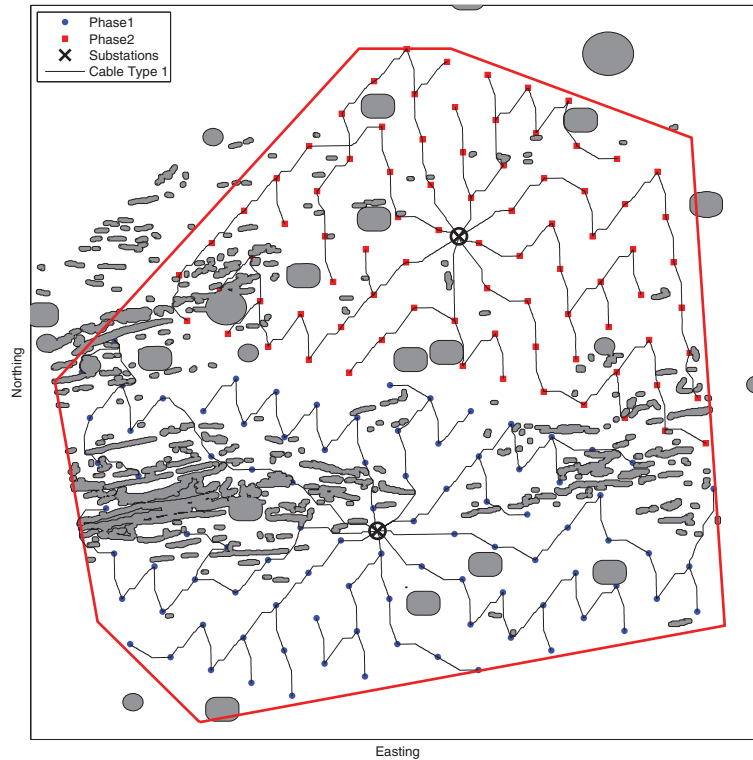 Phase1
Phase2
Substations
Cable Type 1
Northing
Easting